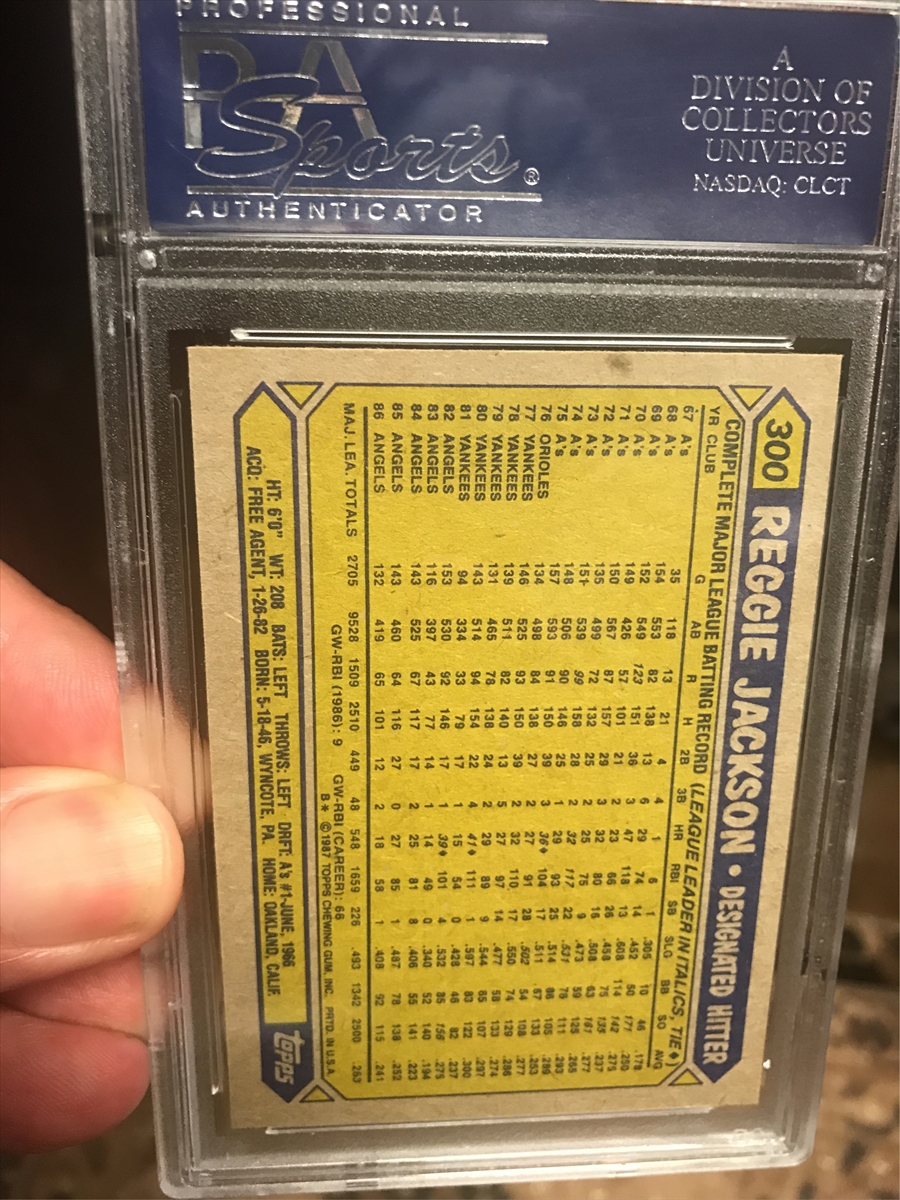 PROFESSIONAL
PSA
Sports®
AUTHENTICATOR
A
DIVISION OF
COLLECTORS
UNIVERSE
NASDAQ: CLCT
300 REGGIE JACKSON • DESIGNATED HITTER
COMPLETE MAJOR LEAGUE BATTING RECORD (LEAGUE LEADER IN ITALICS, TIE♦)
YR CLUB G AB R H 2B 3B HR RBI SB SLG BB SO AVG
67 A's 35 118 13 21 4 4 1 6 1 .305 10 46 .178
68 A's 154 553 82 138 13 6 29 74 14 .452 50 171 .250
69 A's 152 549 123 151 36 3 47 118 13 .608 114 142 .275
70 A's 149 426 57 101 21 2 23 66 26 .458 75 135 .237
71 A's 150 567 87 157 29 3 32 80 16 .508 63 161 .277
72 A's 135 499 72 132 25 2 25 75 9 .473 59 125 .265
73 A's 151 539 99 158 28 2 32 117 22 .531 76 111 .293
74 A's 148 506 90 146 25 1 29 93 25 .514 86 105 .289
75 A's 157 593 91 150 39 3 36♦ 104 17 .511 67 133 .253
76 ORIOLES 134 498 84 138 27 2 27 91 28 .502 54 108 .277
77 YANKEES 146 525 93 150 39 2 32 110 17 .550 74 129 .286
78 YANKEES 139 511 82 140 13 5 27 97 14 .477 58 133 .274
79 YANKEES 131 465 78 138 24 2 29 89 9 .544 65 107 .297
80 YANKEES 143 514 94 154 22 4 41♦ 111 1 .597 83 122 .300
81 YANKEES 94 334 33 79 17 1 15 54 0 .428 46 82 .237
82 ANGELS 153 530 92 146 17 1 39♦ 101 4 .532 85 156 .275
83 ANGELS 116 397 43 77 14 1 14 49 0 .340 52 140 .194
84 ANGELS 143 525 67 117 17 2 25 81 8 .406 55 141 .223
85 ANGELS 143 460 64 116 27 0 27 85 1 .487 78 138 .252
86 ANGELS 132 419 65 101 12 2 18 58 1 .408 92 115 .241
MAJ. LEA. TOTALS 2705 9528 1509 2510 449 48 548 1659 226 .493 1342 2500 .263
GW-RBI (1986): 9 GW-RBI (CAREER): 66
B* ©1987 TOPPS CHEWING GUM, INC. PRTD. IN U.S.A.
HT: 6'0" WT: 208 BATS: LEFT THROWS: LEFT DRFT: A's #1-JUNE, 1966
ACQ: FREE AGENT, 1-26-82 BORN: 5-18-46, WYNCOTE, PA. HOME: OAKLAND, CALIF.
TOPPS